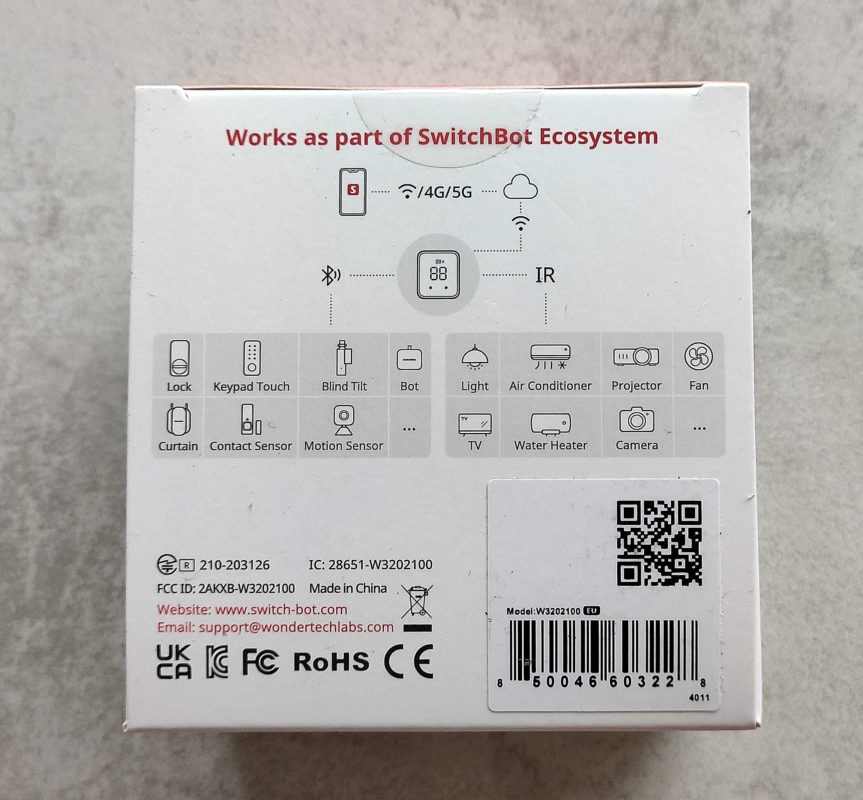 Works as part of SwitchBot Ecosystem
S
/4G/5G
88%
88
IR
Lock
Keypad Touch
Blind Tilt
Bot
Curtain
Contact Sensor
Motion Sensor
...
Light
Air Conditioner
Projector
Fan
TV
TV
Water Heater
Camera
...
R 210-203126
IC: 28651-W3202100
FCC ID: 2AKXB-W3202100
Made in China
Website: www.switch-bot.com
Email: support@wondertechlabs.com
UK
CA
FC
RoHS
CE
Model:W3202100 EU
8 50046 60322 8
4011